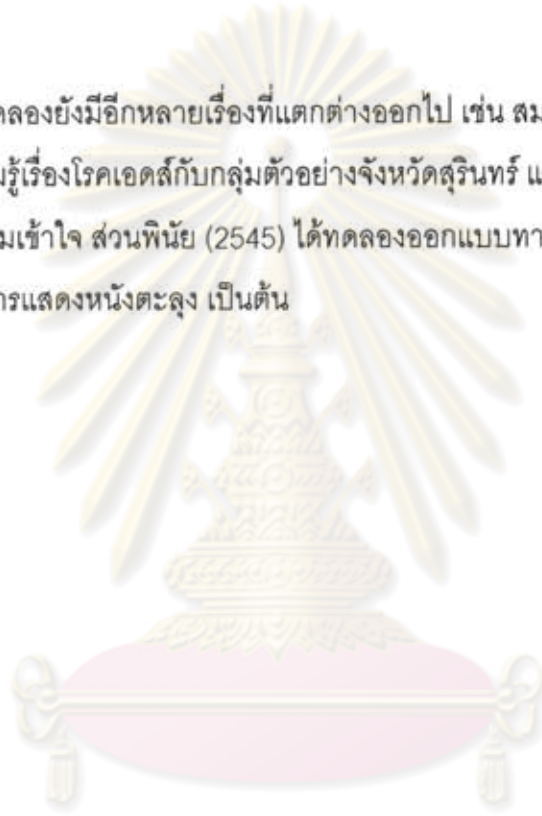 ดลองยังมีอีกหลายเรื่องที่แตกต่างออกไป เช่น สม
มรู้เรื่องโรคเอดส์กับกลุ่มตัวอย่างจังหวัดสุรินทร์ แ
มเข้าใจ ส่วนพินัย (2545) ได้ทดลองออกแบบทา
ารแสดงหนังตะลุง เป็นต้น